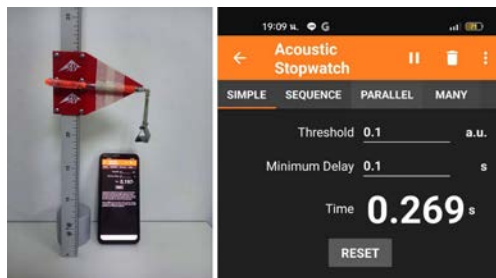 19:09 น. G
Acoustic
Stopwatch
SIMPLE SEQUENCE PARALLEL MANY
Threshold 0.1 a.u.
Minimum Delay 0.1 s
Time 0.269 s
RESET